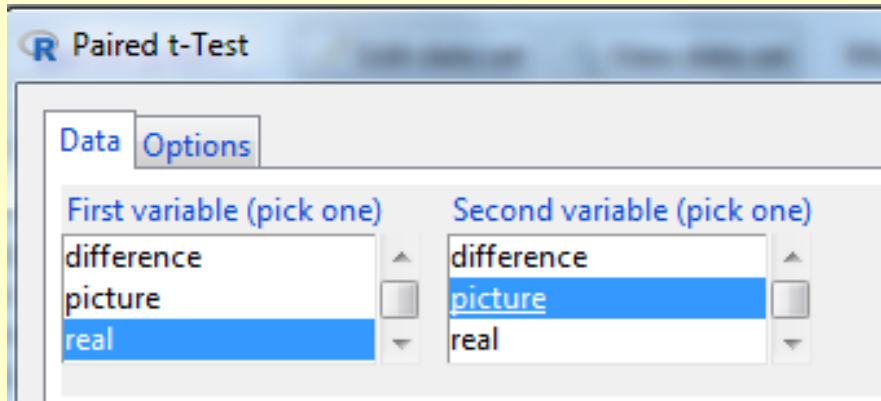 R Paired t-Test
Data Options
First variable (pick one) Second variable (pick one)
difference difference
picture picture
real real